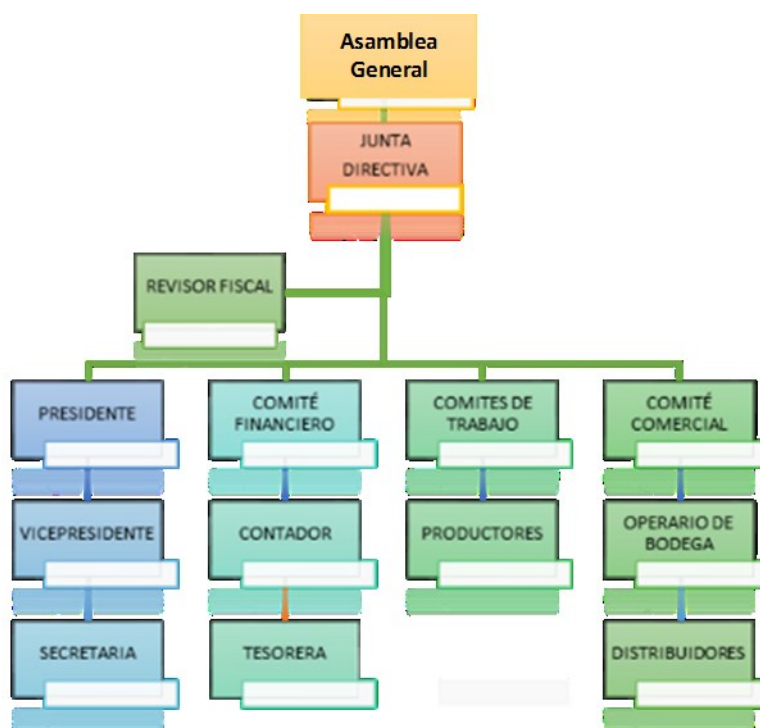 Asamblea
General
JUNTA
DIRECTIVA
REVISOR FISCAL
PRESIDENTE
COMITÉ
FINANCIERO
COMITES DE
TRABAJO
COMITÉ
COMERCIAL
VICEPRESIDENTE
CONTADOR
PRODUCTORES
OPERARIO DE
BODEGA
SECRETARIA
TESORERA
DISTRIBUIDORES